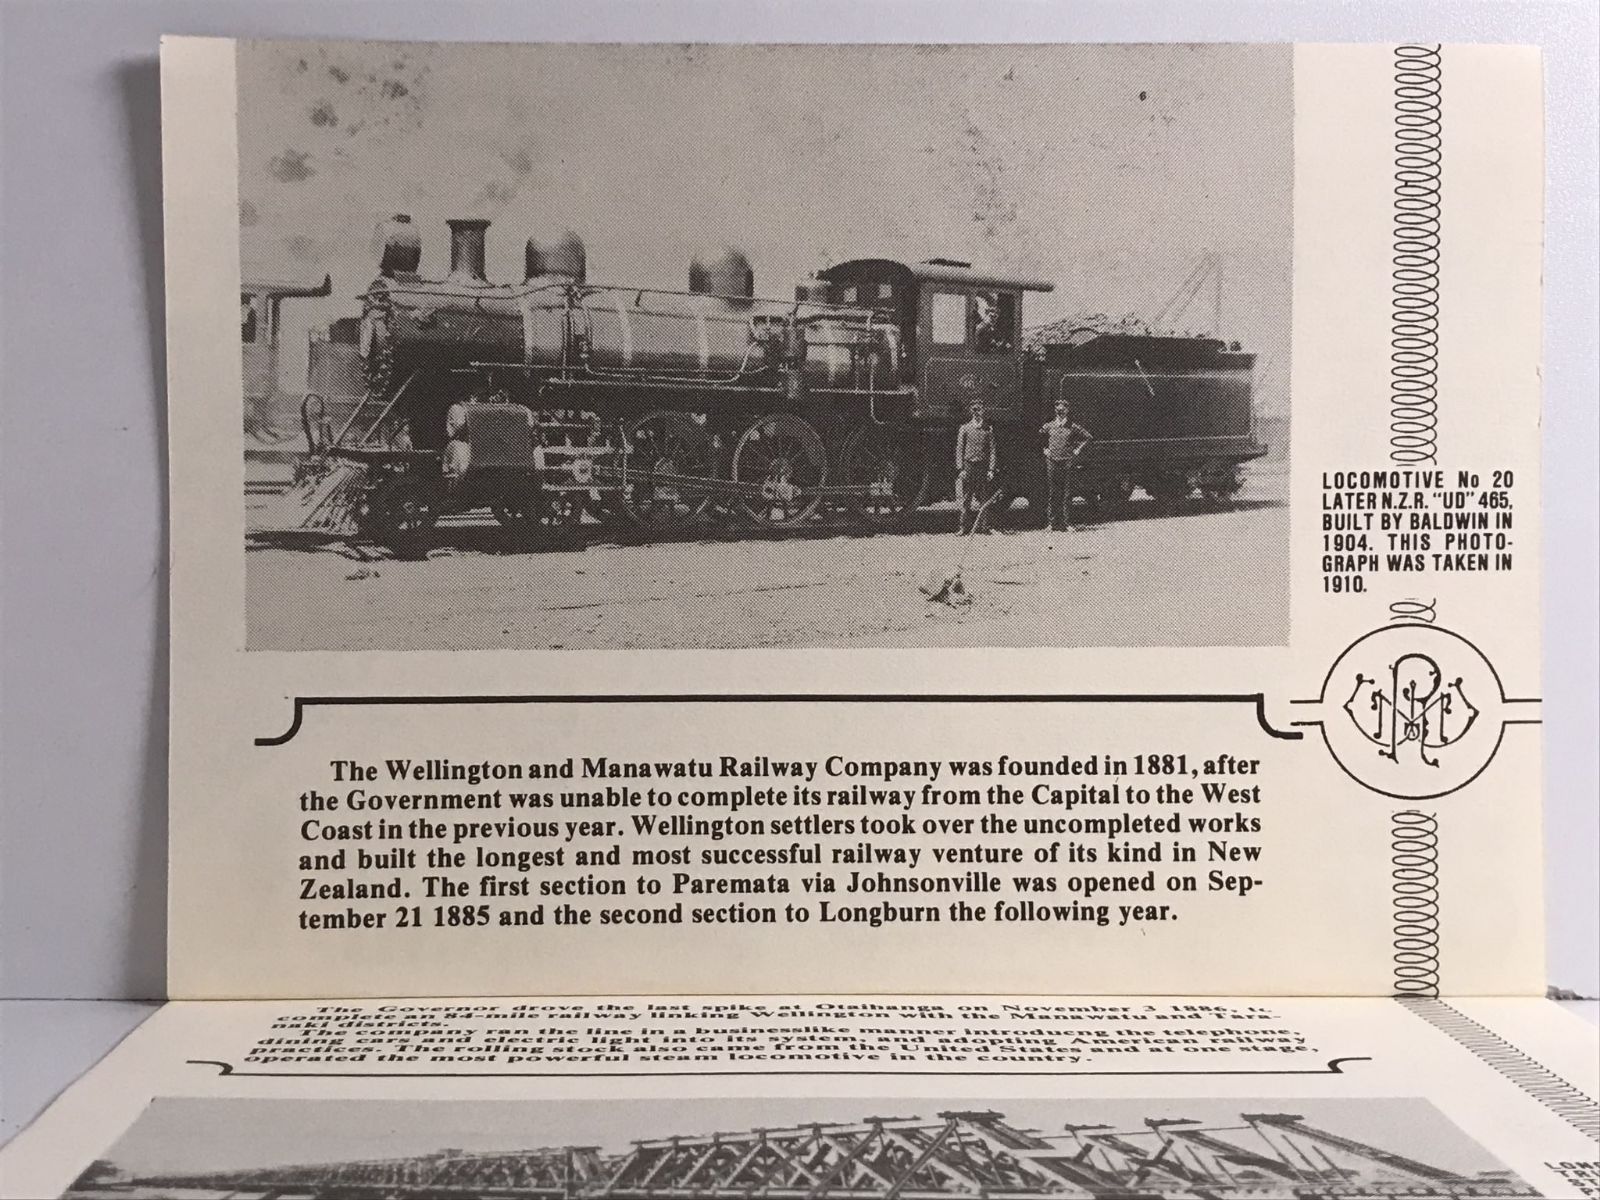 LOCOMOTIVE No 20
LATER N.Z.R. "UD" 465,
BUILT BY BALDWIN IN
1904. THIS PHOTO-
GRAPH WAS TAKEN IN
1910.
The Wellington and Manawatu Railway Company was founded in 1881, after
the Government was unable to complete its railway from the Capital to the West
Coast in the previous year. Wellington settlers took over the uncompleted works
and built the longest and most successful railway venture of its kind in New
Zealand. The first section to Paremata via Johnsonville was opened on Sep-
tember 21 1885 and the second section to Longburn the following year.
The Governor drove the last spike at Otaihanga on November 3 1886, to
complete an 84-mile railway linking Wellington with the Manawatu and Tara-
naki districts.
The company ran the line in a businesslike manner introducng the telephone,
dining cars and electric light into its system, and adopting American railway
practices. The rolling stock also came from the United States and at one stage,
operated the most powerful steam locomotive in the country.